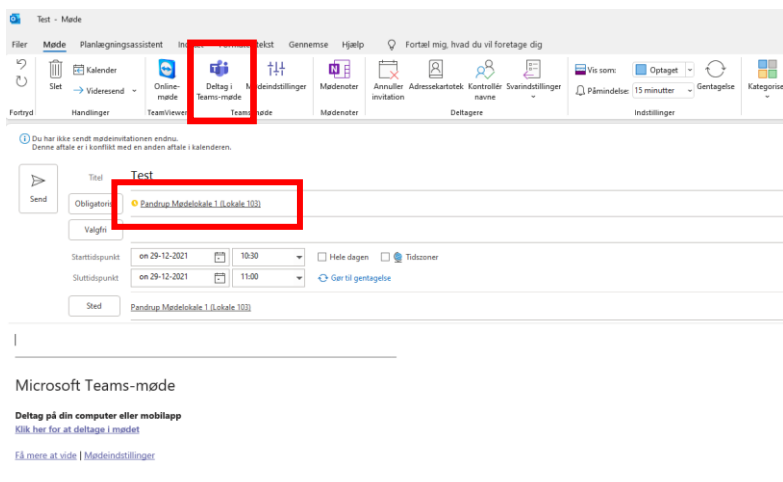 Test - Møde
Filer Møde Planlægningsassistent tekst Gennemse Hjælp Fortæl mig, hvad du vil foretage dig
Slet
Kalender
Videresend
Online-
møde
Deltag i
Teams-møde
Mødeindstillinger
Mødenoter
Annuller
invitation
Adressekartotek
Kontrollér
navne
Svarindstillinger
Vis som: Optaget
Påmindelse: 15 minutter
Gentagelse
Kategorise
Fortryd Handlinger TeamViewer Teams-møde Mødenoter Deltagere Indstillinger
Du har ikke sendt mødeinvitationen endnu.
Denne aftale er i konflikt med en anden aftale i kalenderen.
Send
Titel Test
Obligatorisk Pandrup Mødelokale 1 (Lokale 103)
Valgfri
Starttidspunkt on 29-12-2021 10:30 Hele dagen Tidszoner
Sluttidspunkt on 29-12-2021 11:00 Gør til gentagelse
Sted Pandrup Mødelokale 1 (Lokale 103)
Microsoft Teams-møde
Deltag på din computer eller mobilapp
Klik her for at deltage i mødet
Få mere at vide | Mødeindstillinger